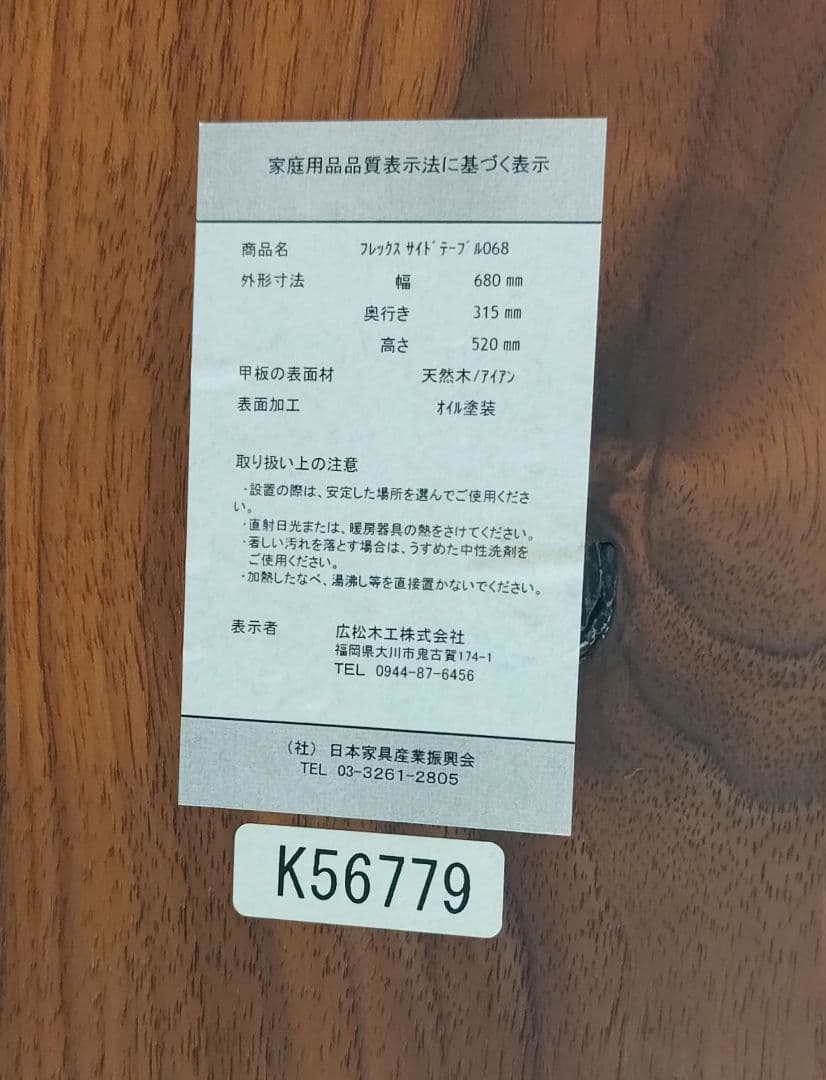 家庭用品品質表示法に基づく表示
商品名 ﾌﾚｯｸｽ ｻｲﾄﾞﾃｰﾌﾞﾙ068
外形寸法 幅 680 ㎜
奥行き 315 ㎜
高さ 520 ㎜
甲板の表面材 天然木/ｱｲｱﾝ
表面加工 ｵｲﾙ塗装
取り扱い上の注意
・設置の際は、安定した場所を選んでご使用くださ
い。
・直射日光または、暖房器具の熱をさけてください。
・著しい汚れを落とす場合は、うすめた中性洗剤を
ご使用ください。
・加熱したなべ、湯沸し等を直接置かないでください。
表示者 広松木工株式会社
福岡県大川市鬼古賀174-1
TEL 0944-87-6456
（社） 日本家具産業振興会
TEL 03-3261-2805
K56779